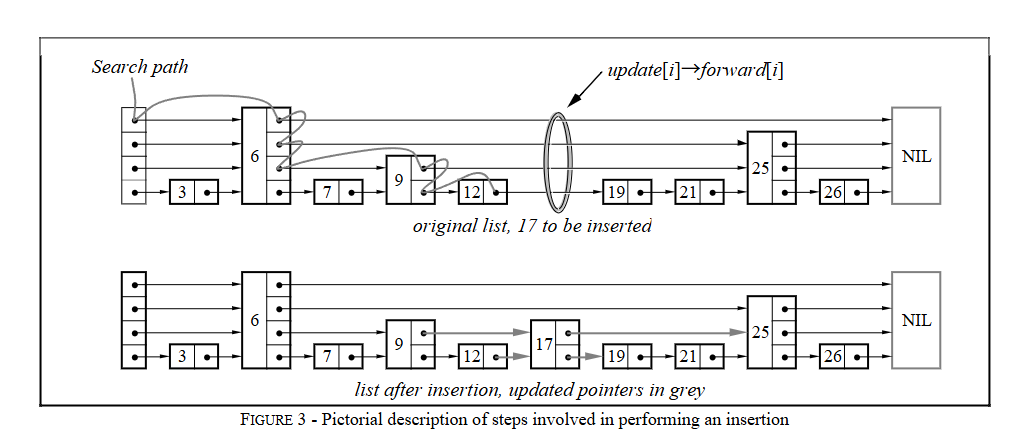 Search path
update[i]→forward[i]
6
NIL
25
9
3
7
12
19
21
26
original list, 17 to be inserted
6
NIL
25
9
17
3
7
12
19
21
26
list after insertion, updated pointers in grey
FIGURE 3 - Pictorial description of steps involved in performing an insertion